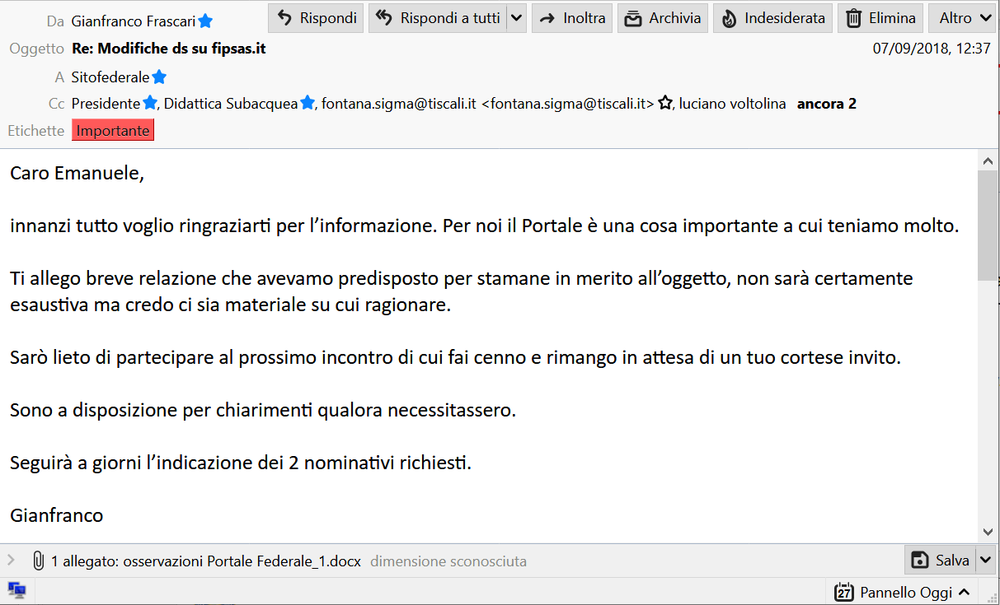 Da Gianfranco Frascari Rispondi Rispondi a tutti Inoltra Archivia Indesiderata Elimina Altro
Oggetto Re: Modifiche ds su fipsas.it 07/09/2018, 12:37
A Sitofederale
Cc Presidente, Didattica Subacquea, fontana.sigma@tiscali.it <fontana.sigma@tiscali.it>, luciano voltolina ancora 2
Etichette Importante
Caro Emanuele,
innanzi tutto voglio ringraziarti per l’informazione. Per noi il Portale è una cosa importante a cui teniamo molto.
Ti allego breve relazione che avevamo predisposto per stamane in merito all’oggetto, non sarà certamente
esaustiva ma credo ci sia materiale su cui ragionare.
Sarò lieto di partecipare al prossimo incontro di cui fai cenno e rimango in attesa di un tuo cortese invito.
Sono a disposizione per chiarimenti qualora necessitassero.
Seguirà a giorni l’indicazione dei 2 nominativi richiesti.
Gianfranco
1 allegato: osservazioni Portale Federale_1.docx dimensione sconosciuta Salva
27 Pannello Oggi